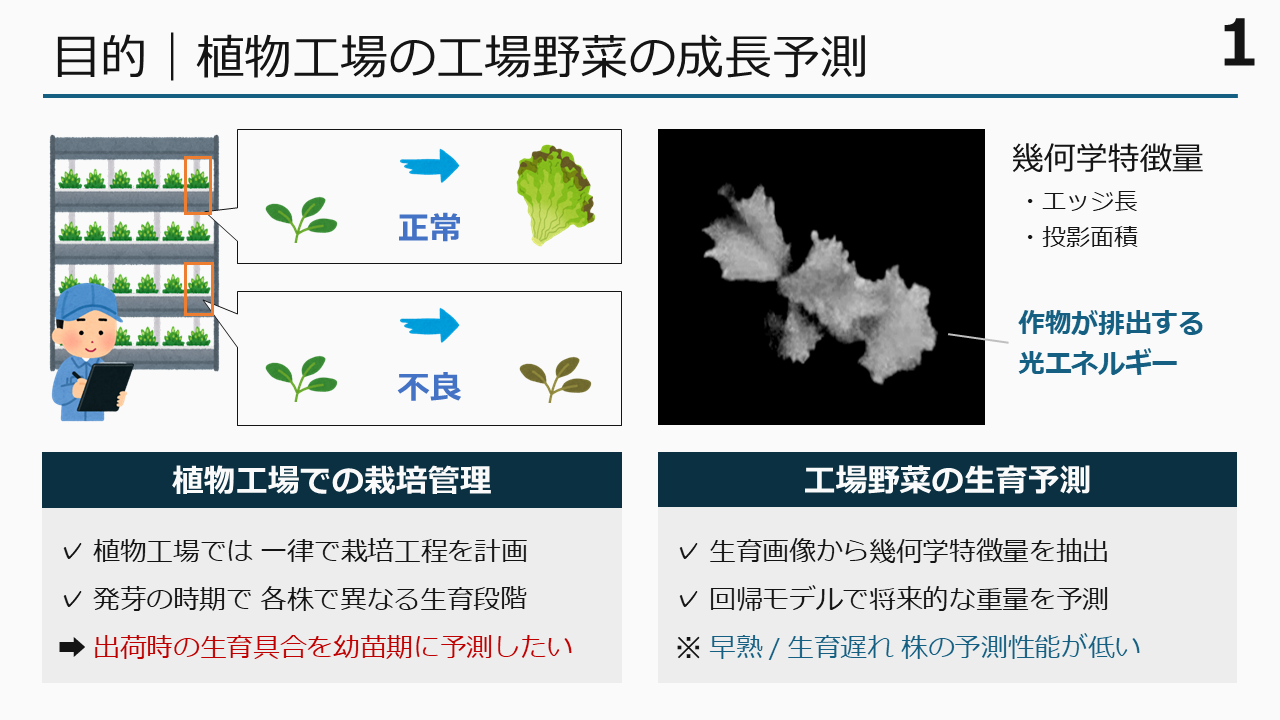 目的｜植物工場の工場野菜の成長予測
1
正常
不良
幾何学特徴量
・エッジ長
・投影面積
作物が排出する
光エネルギー
植物工場での栽培管理
✓ 植物工場では 一律で栽培工程を計画
✓ 発芽の時期で 各株で異なる生育段階
➡ 出荷時の生育具合を幼苗期に予測したい
工場野菜の生育予測
✓ 生育画像から幾何学特徴量を抽出
✓ 回帰モデルで将来的な重量を予測
※ 早熟 / 生育遅れ 株の予測性能が低い